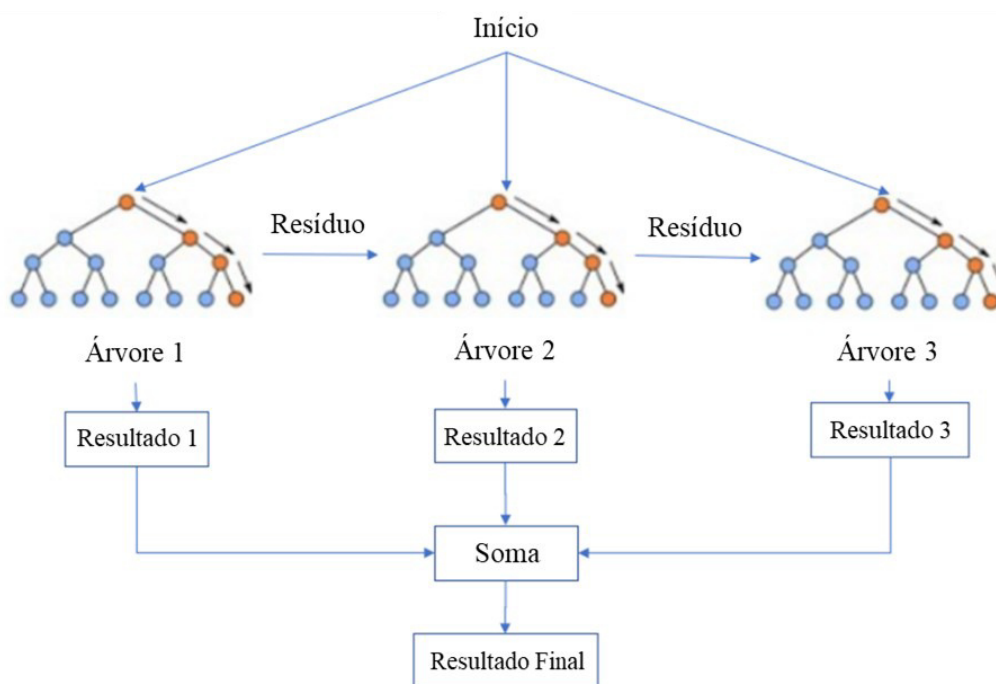 Início
Resíduo
Resíduo
Árvore 1
Árvore 2
Árvore 3
Resultado 1
Resultado 2
Resultado 3
Soma
Resultado Final